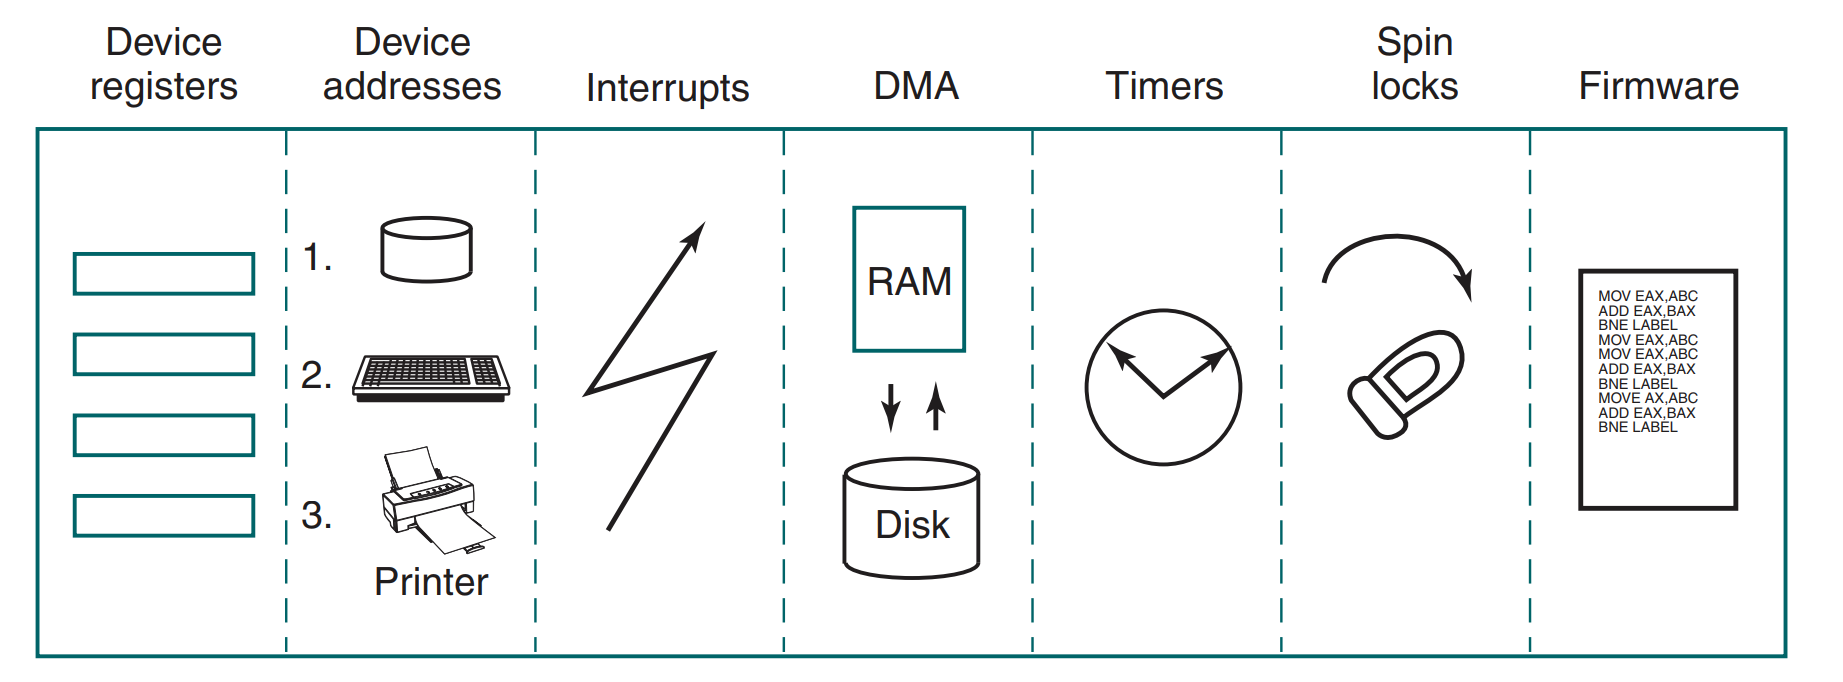 Device
registers
Device
addresses
Interrupts
DMA
Timers
Spin
locks
Firmware
1.
2.
3.
Printer
RAM
Disk
MOV EAX,ABC
ADD EAX,BAX
BNE LABEL
MOV EAX,ABC
MOV EAX,ABC
ADD EAX,BAX
BNE LABEL
MOVE AX,ABC
ADD EAX,BAX
BNE LABEL